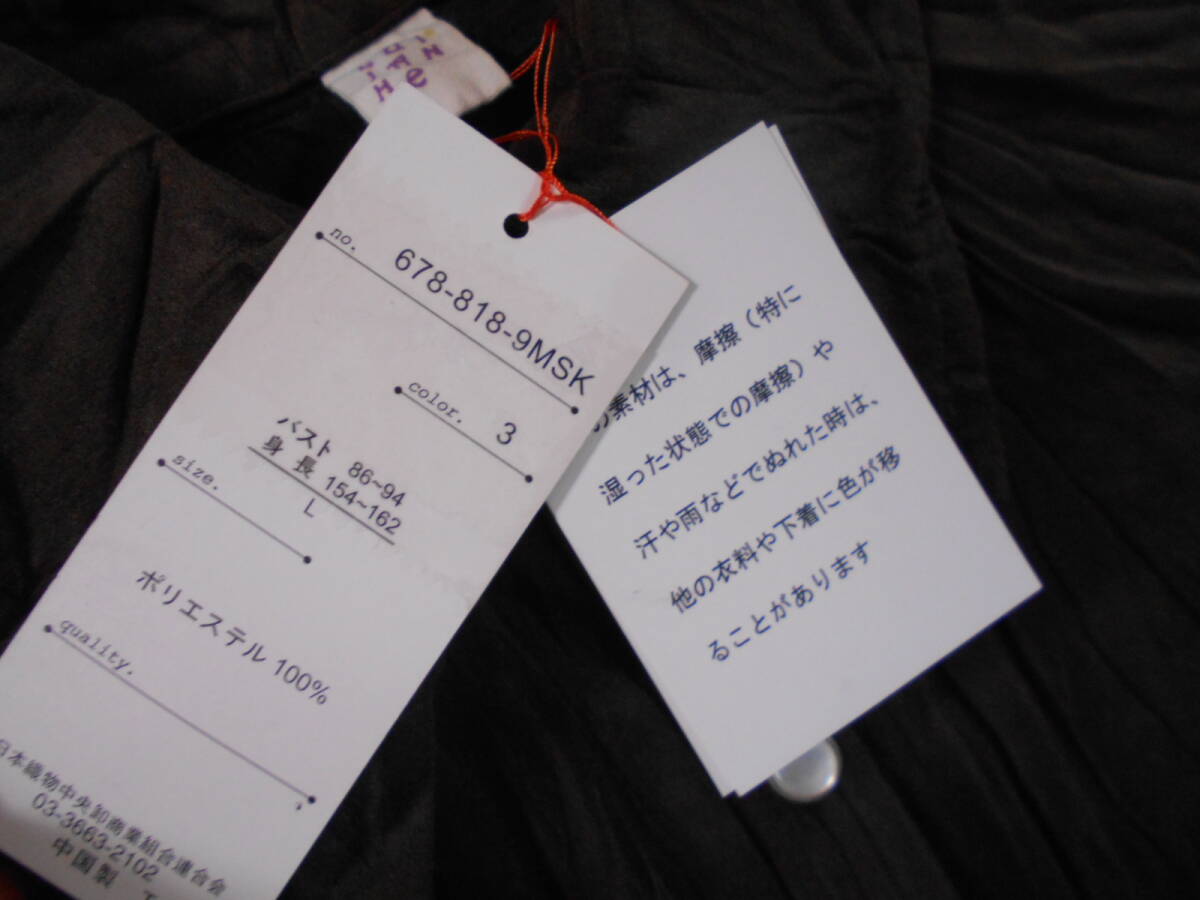 no.
678-818-9MSK
color.
3
バスト 86~94
身長 154~162
L
size.
ポリエステル 100%
quality.
日本織物中央卸商業組合連合会
03-3663-2102
中国製
の素材は、摩擦（特に
湿った状態での摩擦）や
汗や雨などでぬれた時は、
他の衣料や下着に色が移
ることがあります